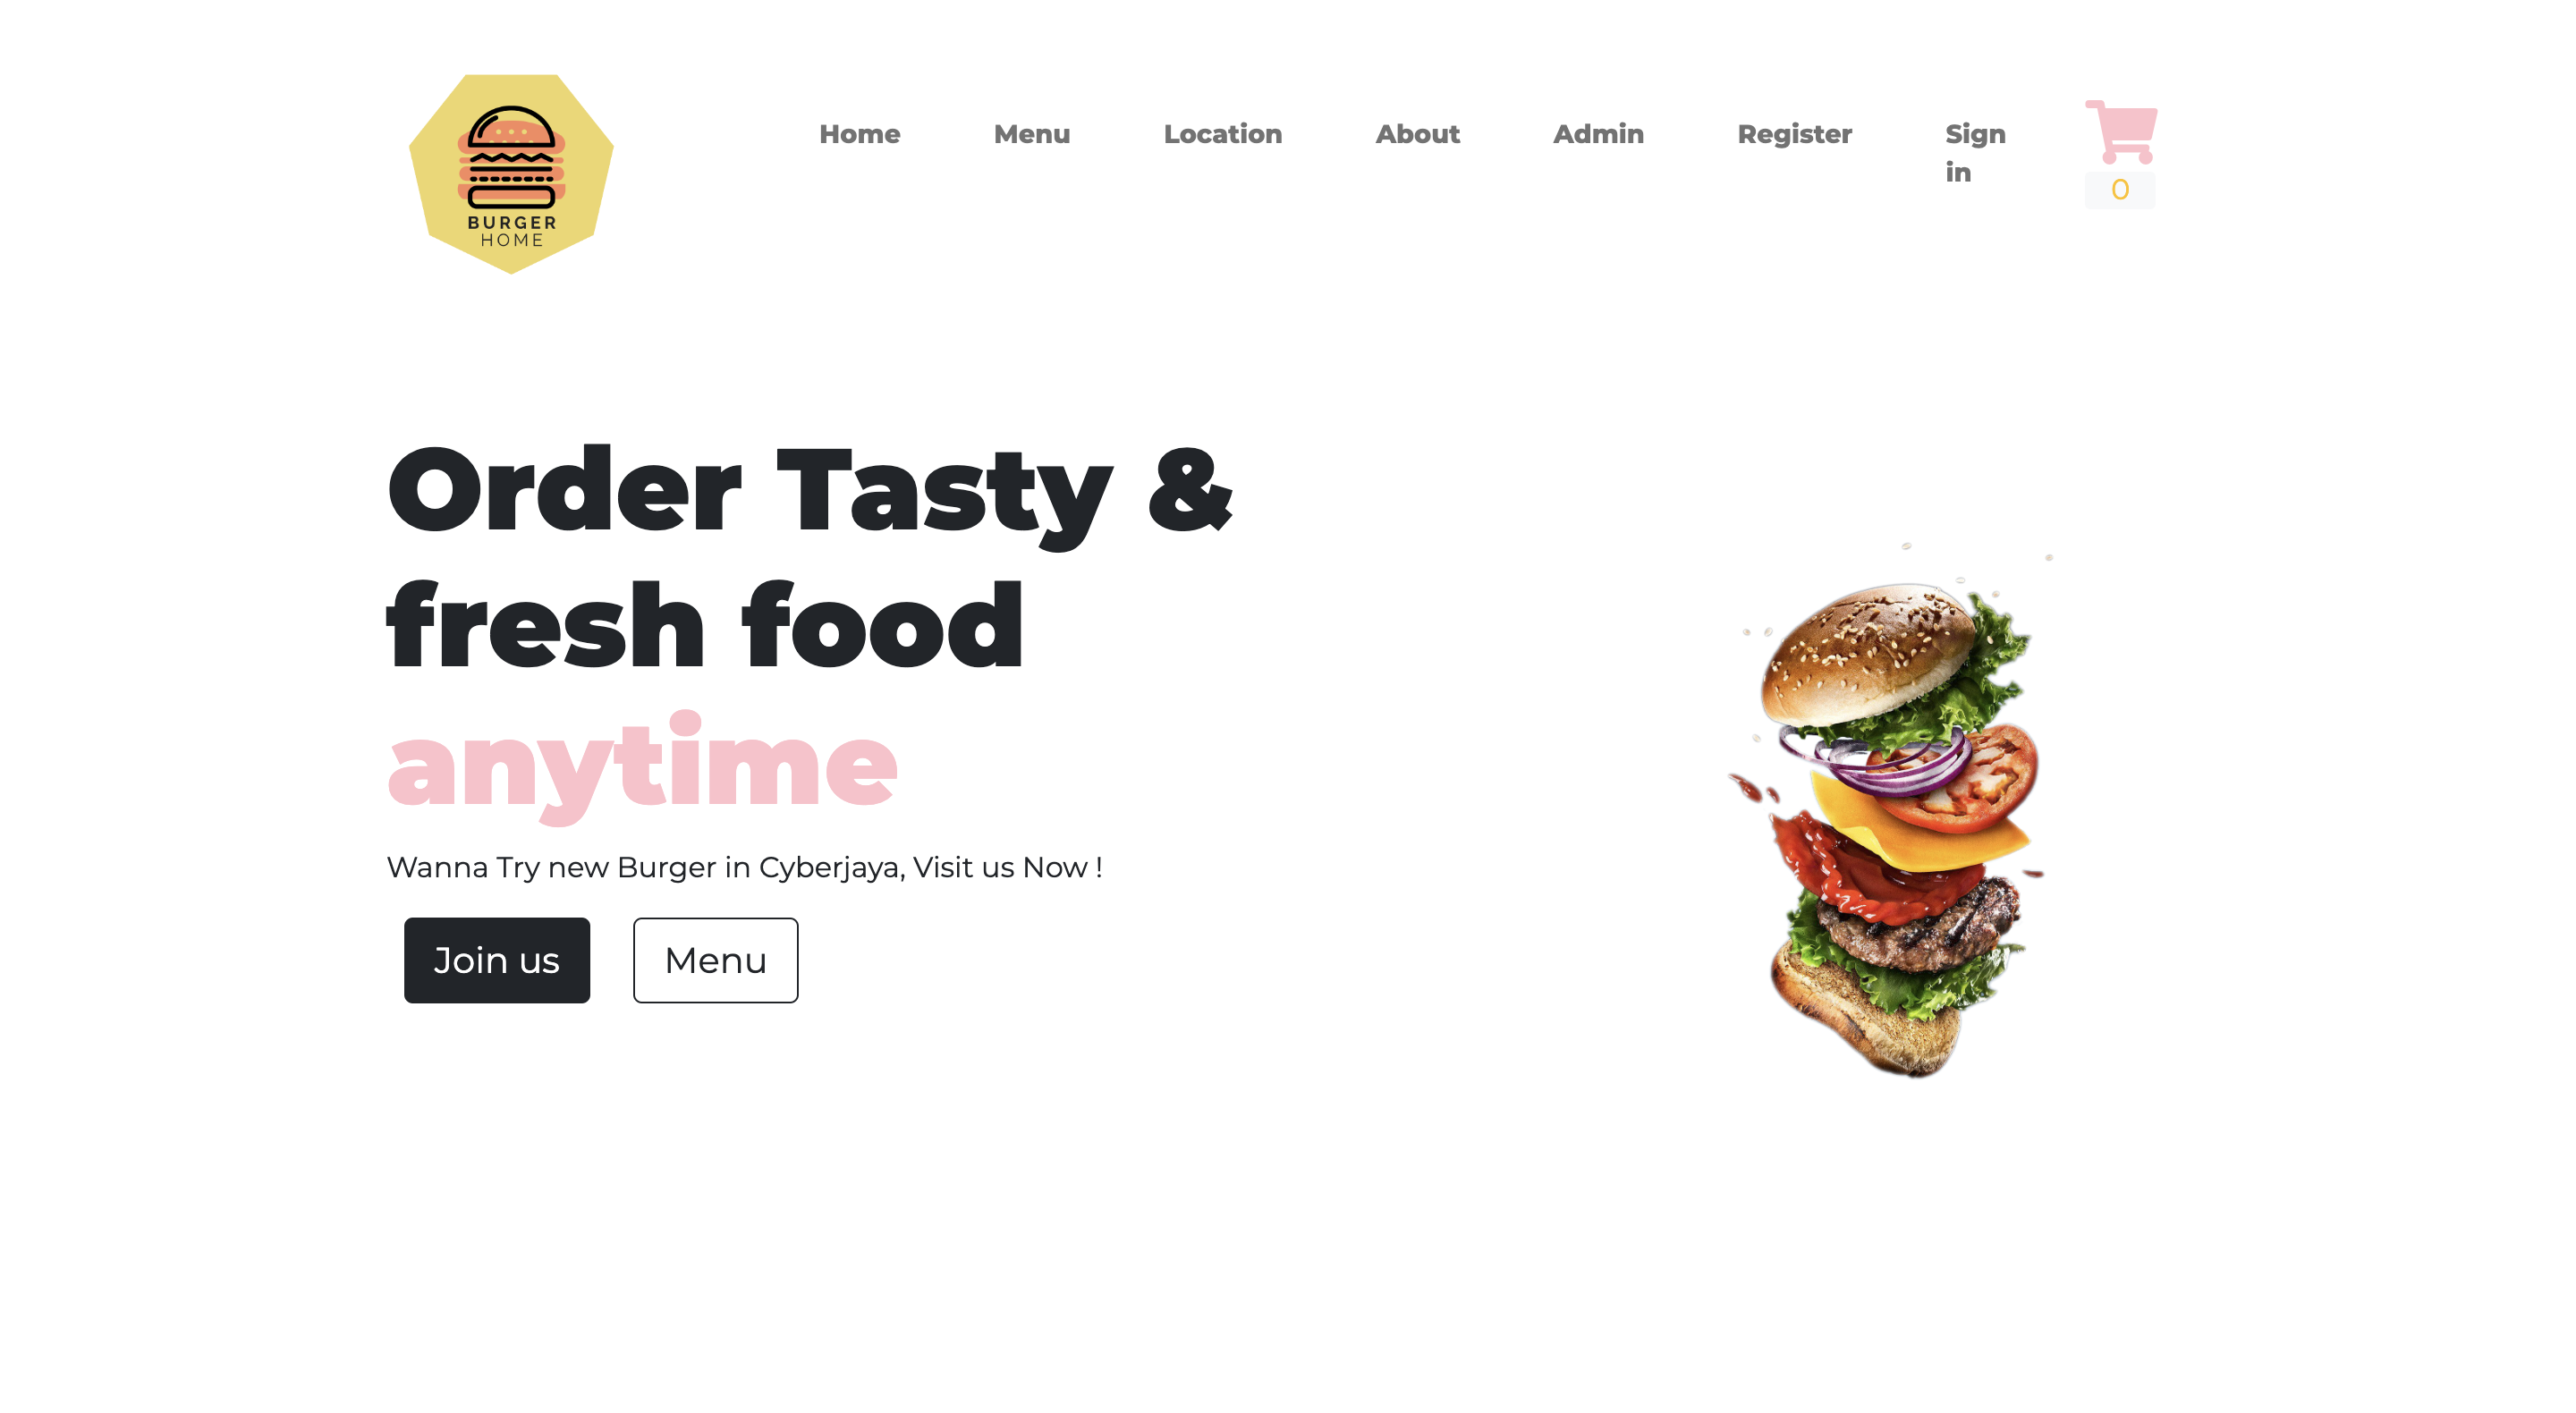 BURGER
HOME
Home Menu Location About Admin Register Sign in
0
Order Tasty &
fresh food
anytime
Wanna Try new Burger in Cyberjaya, Visit us Now !
Join us Menu